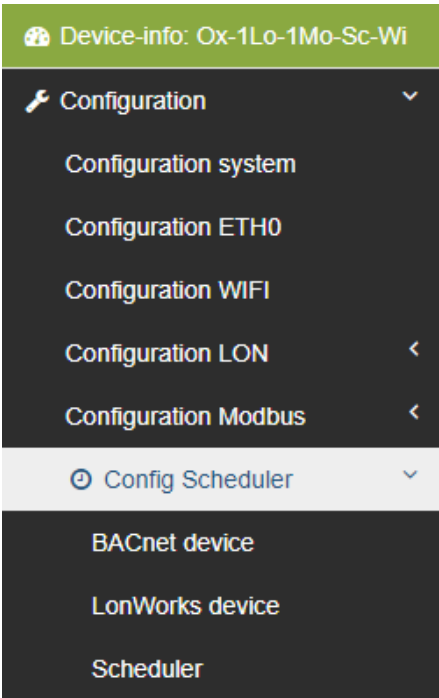 Device-info: Ox-1Lo-1Mo-Sc-Wi
Configuration
Configuration system
Configuration ETH0
Configuration WIFI
Configuration LON
Configuration Modbus
Config Scheduler
BACnet device
LonWorks device
Scheduler